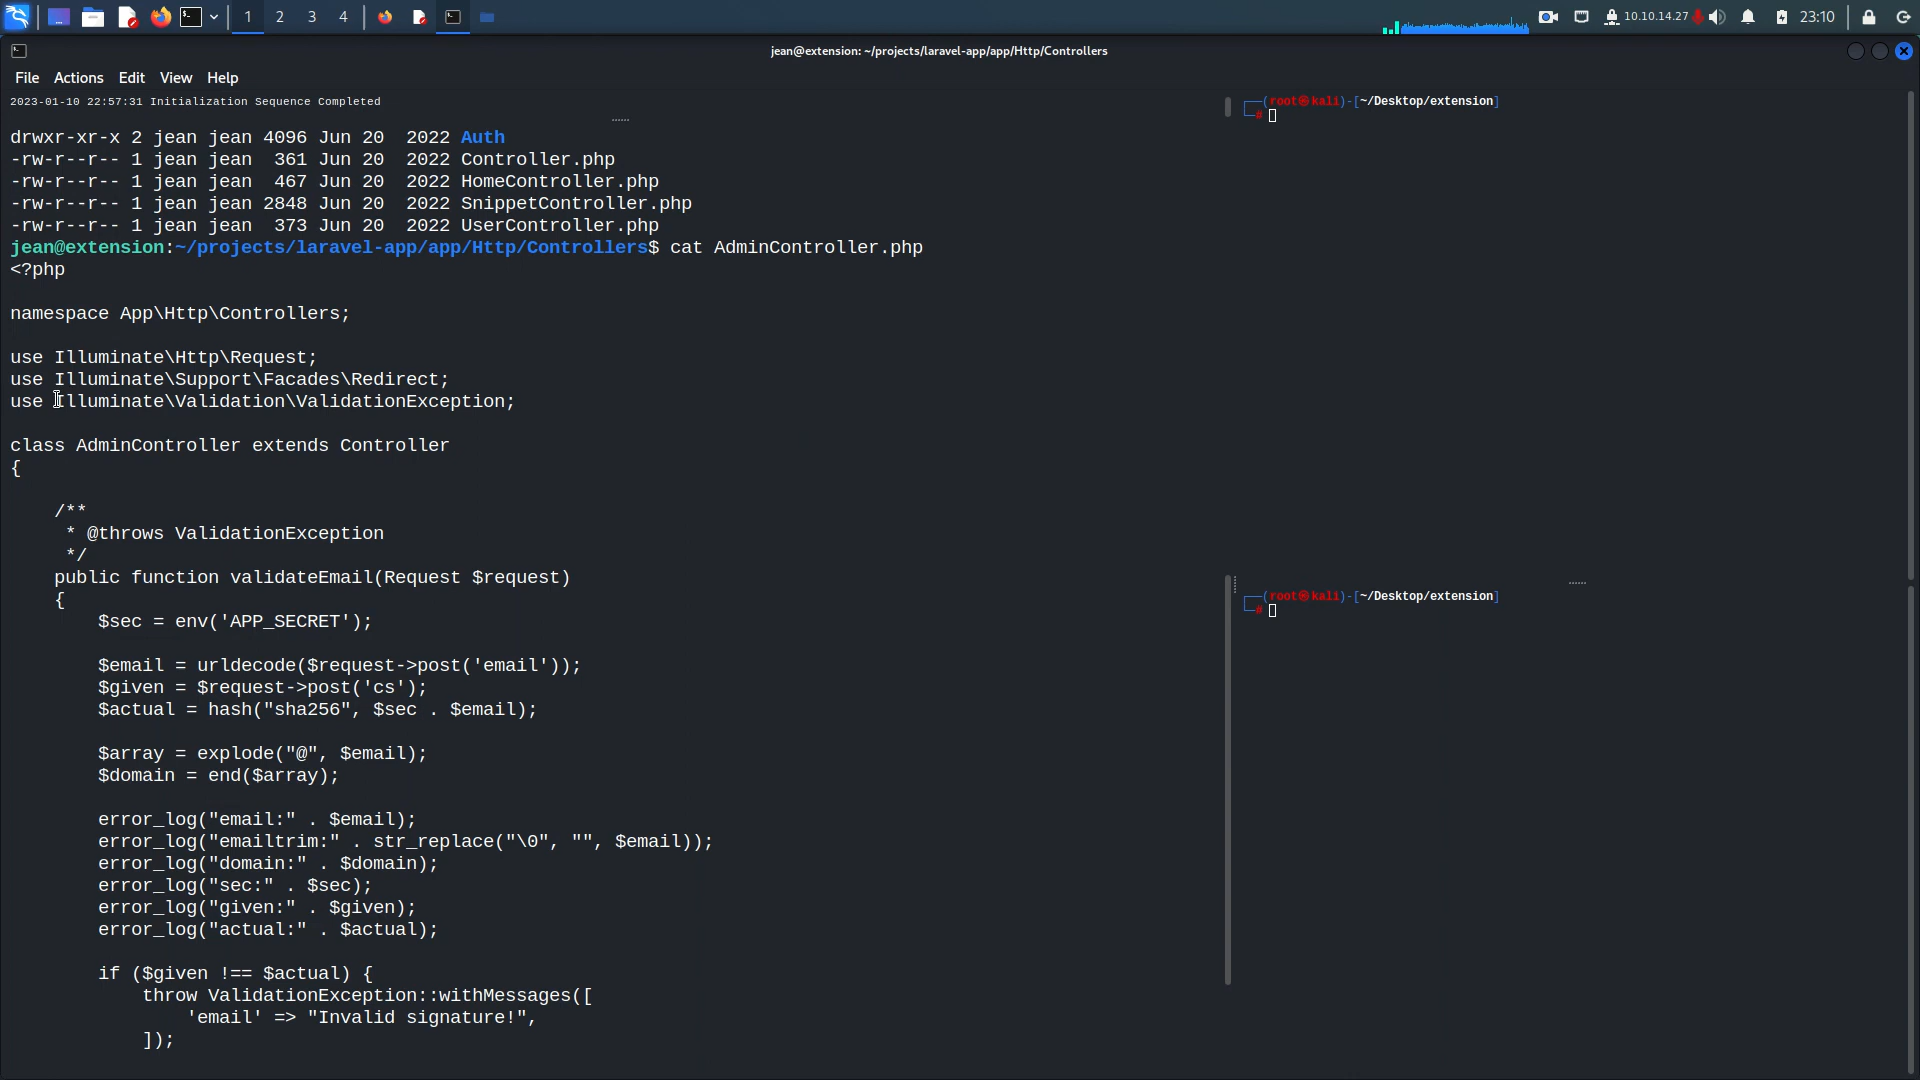 1 2 3 4 10.10.14.27 23:10
jean@extension: ~/projects/laravel-app/app/Http/Controllers
File Actions Edit View Help
2023-01-10 22:57:31 Initialization Sequence Completed
drwxr-xr-x 2 jean jean 4096 Jun 20  2022 Auth
-rw-r--r-- 1 jean jean  361 Jun 20  2022 Controller.php
-rw-r--r-- 1 jean jean  467 Jun 20  2022 HomeController.php
-rw-r--r-- 1 jean jean 2848 Jun 20  2022 SnippetController.php
-rw-r--r-- 1 jean jean  373 Jun 20  2022 UserController.php
jean@extension:~/projects/laravel-app/app/Http/Controllers$ cat AdminController.php
<?php
namespace App\Http\Controllers;
use Illuminate\Http\Request;
use Illuminate\Support\Facades\Redirect;
use Illuminate\Validation\ValidationException;
class AdminController extends Controller
{
    /**
     * @throws ValidationException
     */
    public function validateEmail(Request $request)
    {
        $sec = env('APP_SECRET');
        $email = urldecode($request->post('email'));
        $given = $request->post('cs');
        $actual = hash("sha256", $sec . $email);
        $array = explode("@", $email);
        $domain = end($array);
        error_log("email:" . $email);
        error_log("emailtrim:" . str_replace("\0", "", $email));
        error_log("domain:" . $domain);
        error_log("sec:" . $sec);
        error_log("given:" . $given);
        error_log("actual:" . $actual);
        if ($given !== $actual) {
            throw ValidationException::withMessages([
                'email' => "Invalid signature!",
            ]);
┌──(root㉿kali)-[~/Desktop/extension]
└─#
┌──(root㉿kali)-[~/Desktop/extension]
└─#